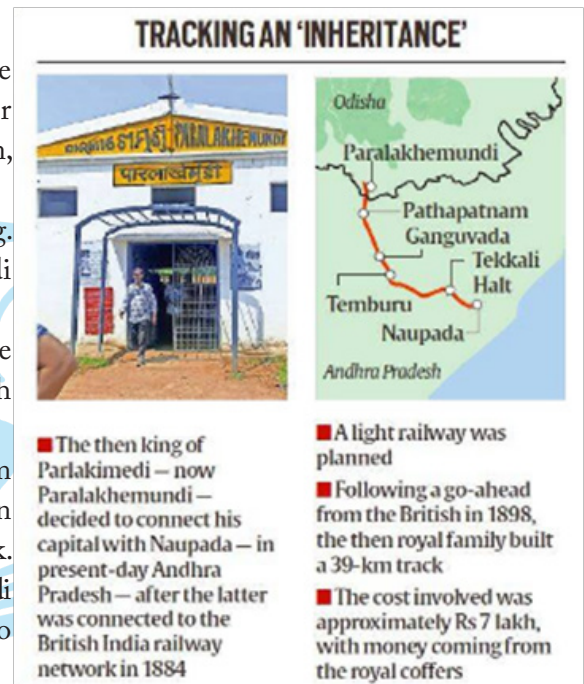 TRACKING AN ‘INHERITANCE’
PARALAKHEMUNDI
पारलाखेमुंडी
Odisha
Paralakhemundi
Pathapatnam
Ganguvada
Tekkali
Halt
Temburu
Naupada
Andhra Pradesh
The then king of
Parlakimedi — now
Paralakhemundi —
decided to connect his
capital with Naupada — in
present-day Andhra
Pradesh — after the latter
was connected to the
British India railway
network in 1884
A light railway was
planned
Following a go-ahead
from the British in 1898,
the then royal family built
a 39-km track
The cost involved was
approximately Rs 7 lakh,
with money coming from
the royal coffers